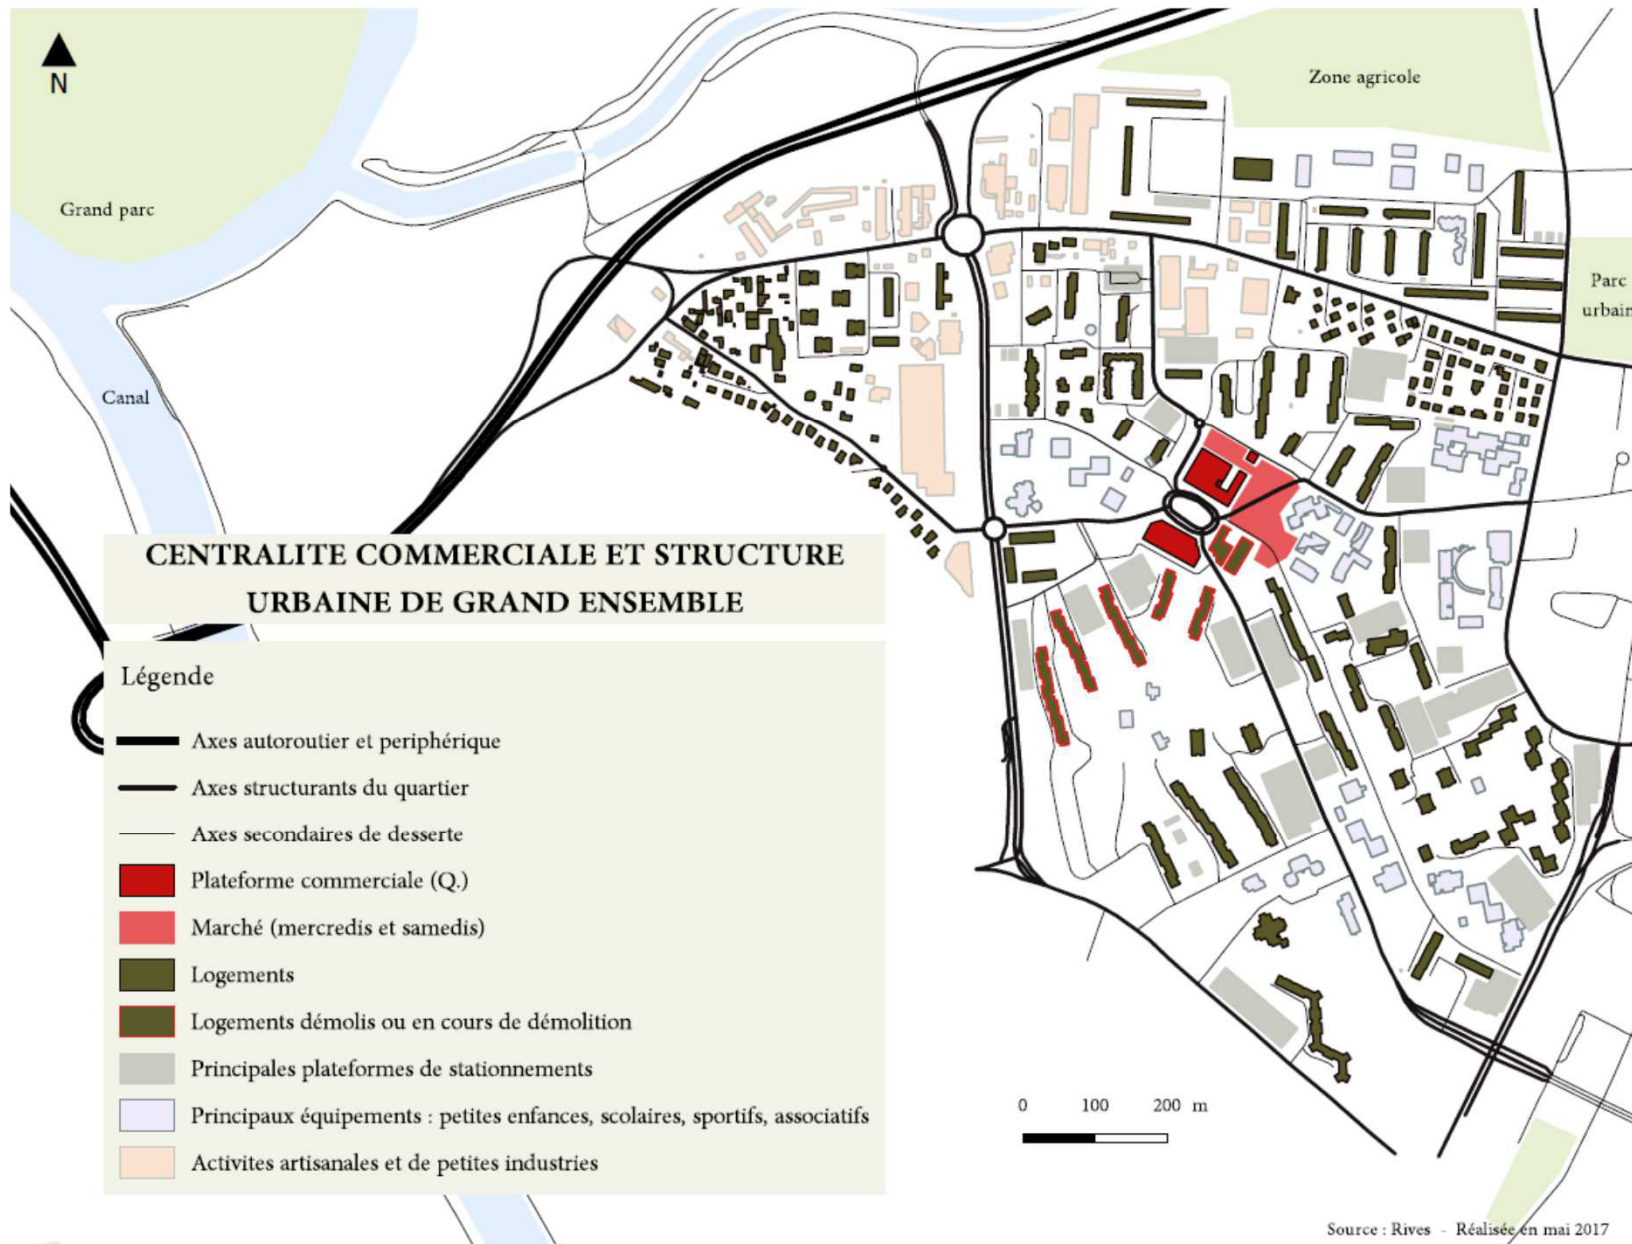 N
Zone agricole
Grand parc
Parc
urbain
Canal
CENTRALITE COMMERCIALE ET STRUCTURE
URBAINE DE GRAND ENSEMBLE
Légende
Axes autoroutier et periphérique
Axes structurants du quartier
Axes secondaires de desserte
Plateforme commerciale (Q.)
Marché (mercredis et samedis)
Logements
Logements démolis ou en cours de démolition
Principales plateformes de stationnements
Principaux équipements : petites enfances, scolaires, sportifs, associatifs
Activites artisanales et de petites industries
0 100 200 m
Source : Rives - Réalisée en mai 2017